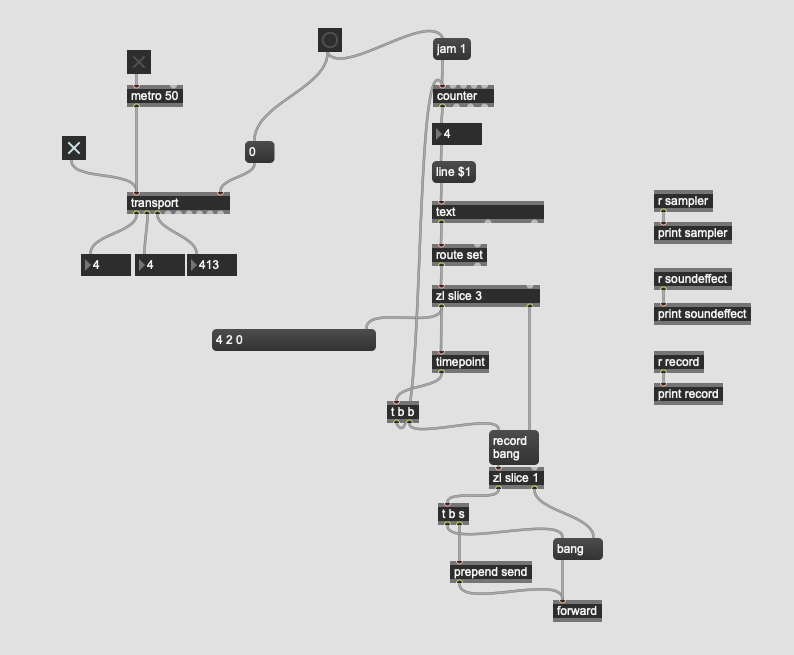 jam 1
metro 50
counter
4
0
line $1
transport
r sampler
text
print sampler
route set
4
4
413
r soundeffect
zl slice 3
print soundeffect
4 2 0
timepoint
r record
print record
t b b
record
bang
zl slice 1
t b s
bang
prepend send
forward